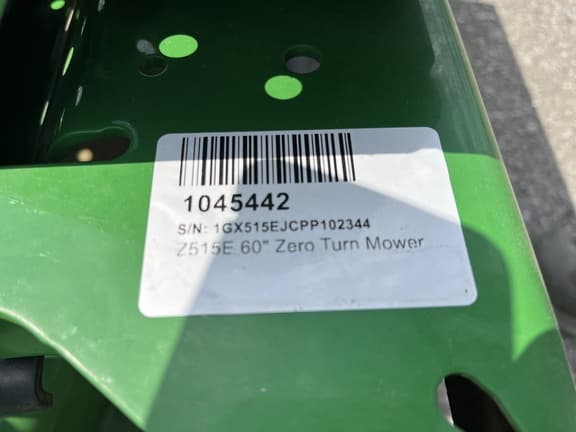 1045442
S/N: 1GX515EJCPP102344
Z515E 60" Zero Turn Mower